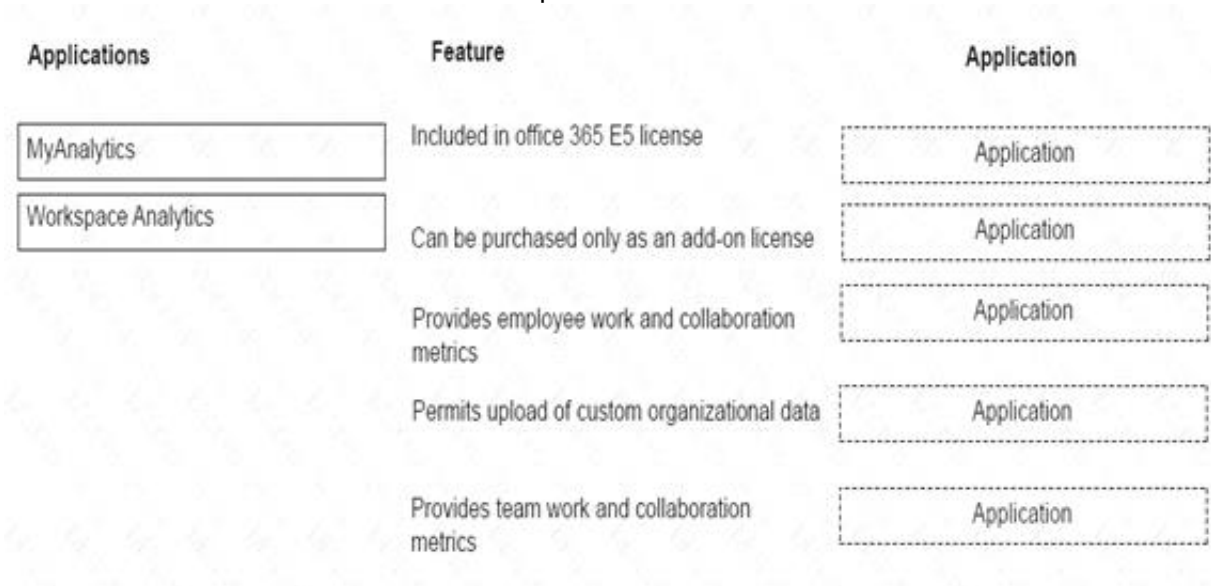 Applications
Feature
Application
MyAnalytics
Included in office 365 E5 license
Application
Workspace Analytics
Can be purchased only as an add-on license
Application
Provides employee work and collaboration
metrics
Application
Permits upload of custom organizational data
Application
Provides team work and collaboration
metrics
Application